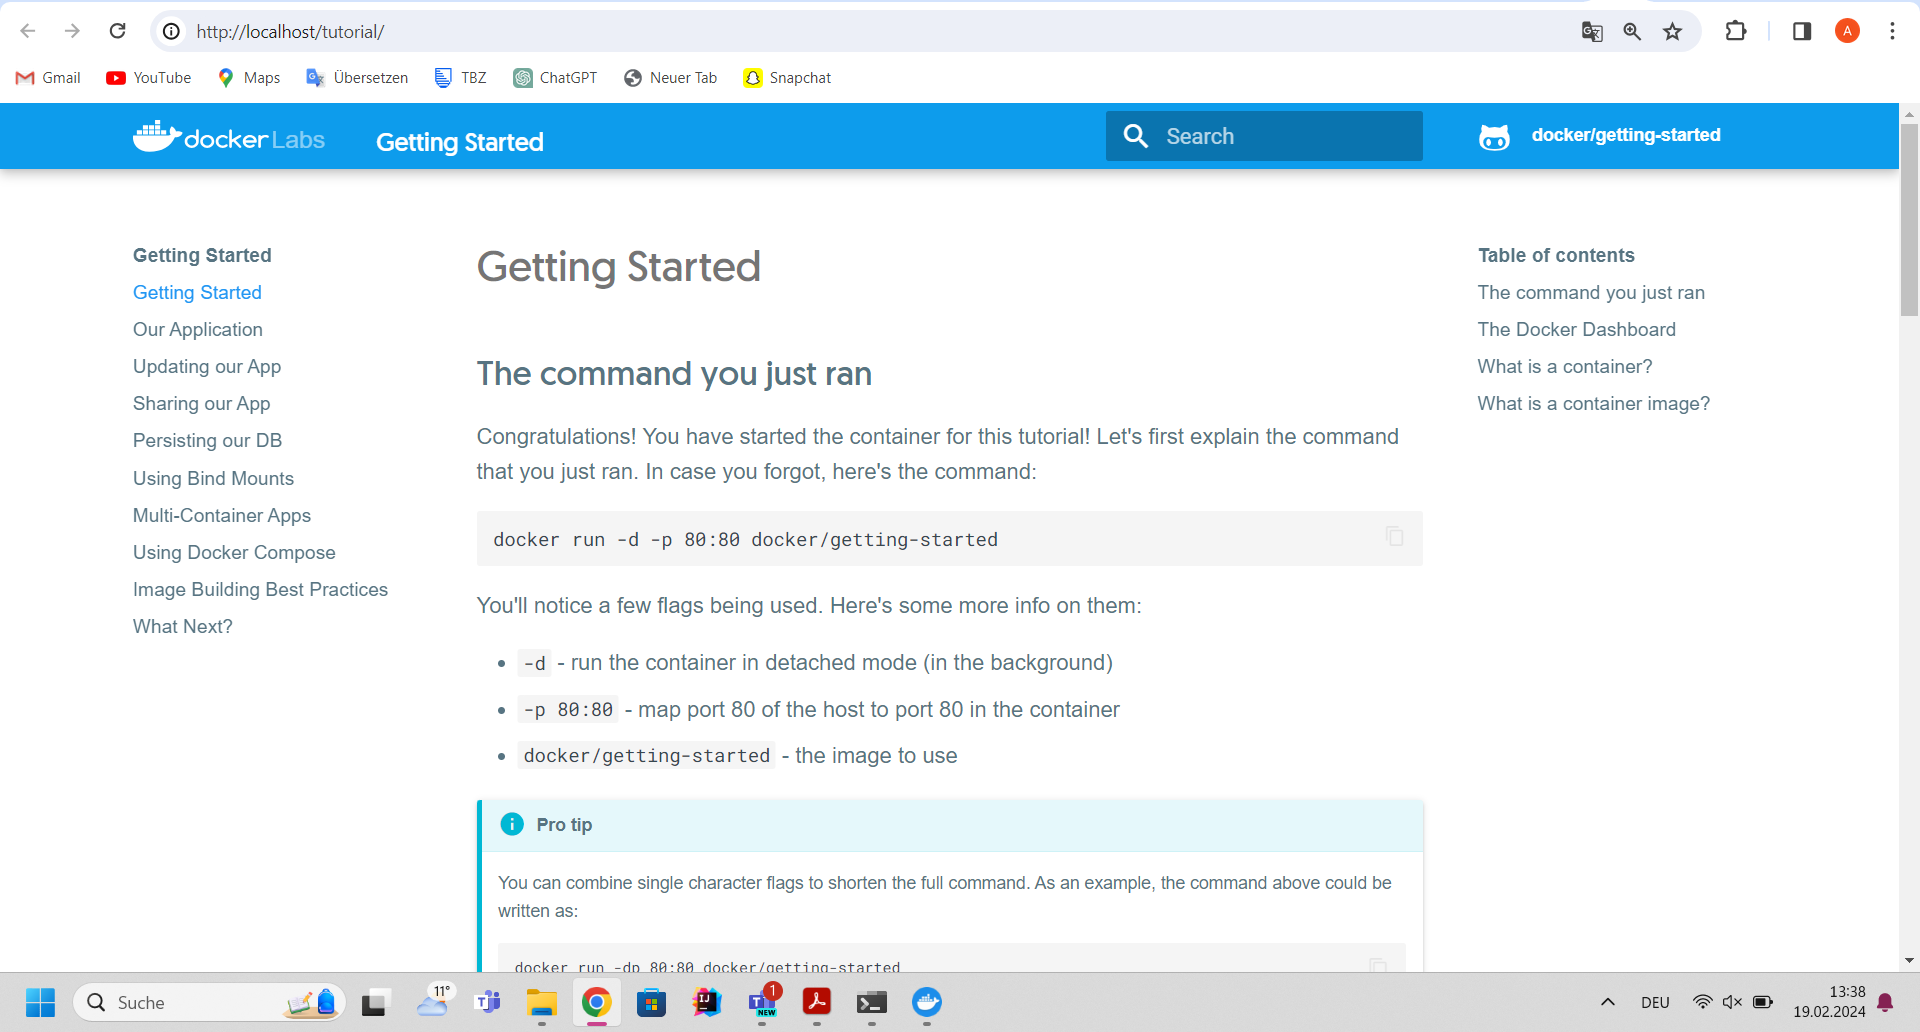 http://localhost/tutorial/
A
Gmail YouTube Maps Übersetzen TBZ ChatGPT Neuer Tab Snapchat
docker Labs Getting Started Search docker/getting-started
Getting Started
Getting Started
Our Application
Updating our App
Sharing our App
Persisting our DB
Using Bind Mounts
Multi-Container Apps
Using Docker Compose
Image Building Best Practices
What Next?
Getting Started
The command you just ran
Congratulations! You have started the container for this tutorial! Let's first explain the command
that you just ran. In case you forgot, here's the command:
docker run -d -p 80:80 docker/getting-started
You'll notice a few flags being used. Here's some more info on them:
-d - run the container in detached mode (in the background)
-p 80:80 - map port 80 of the host to port 80 in the container
docker/getting-started - the image to use
i Pro tip
You can combine single character flags to shorten the full command. As an example, the command above could be
written as:
docker run -dp 80:80 docker/getting-started
Table of contents
The command you just ran
The Docker Dashboard
What is a container?
What is a container image?
Suche
11°
IJ
1
NEW
DEU
13:38
19.02.2024